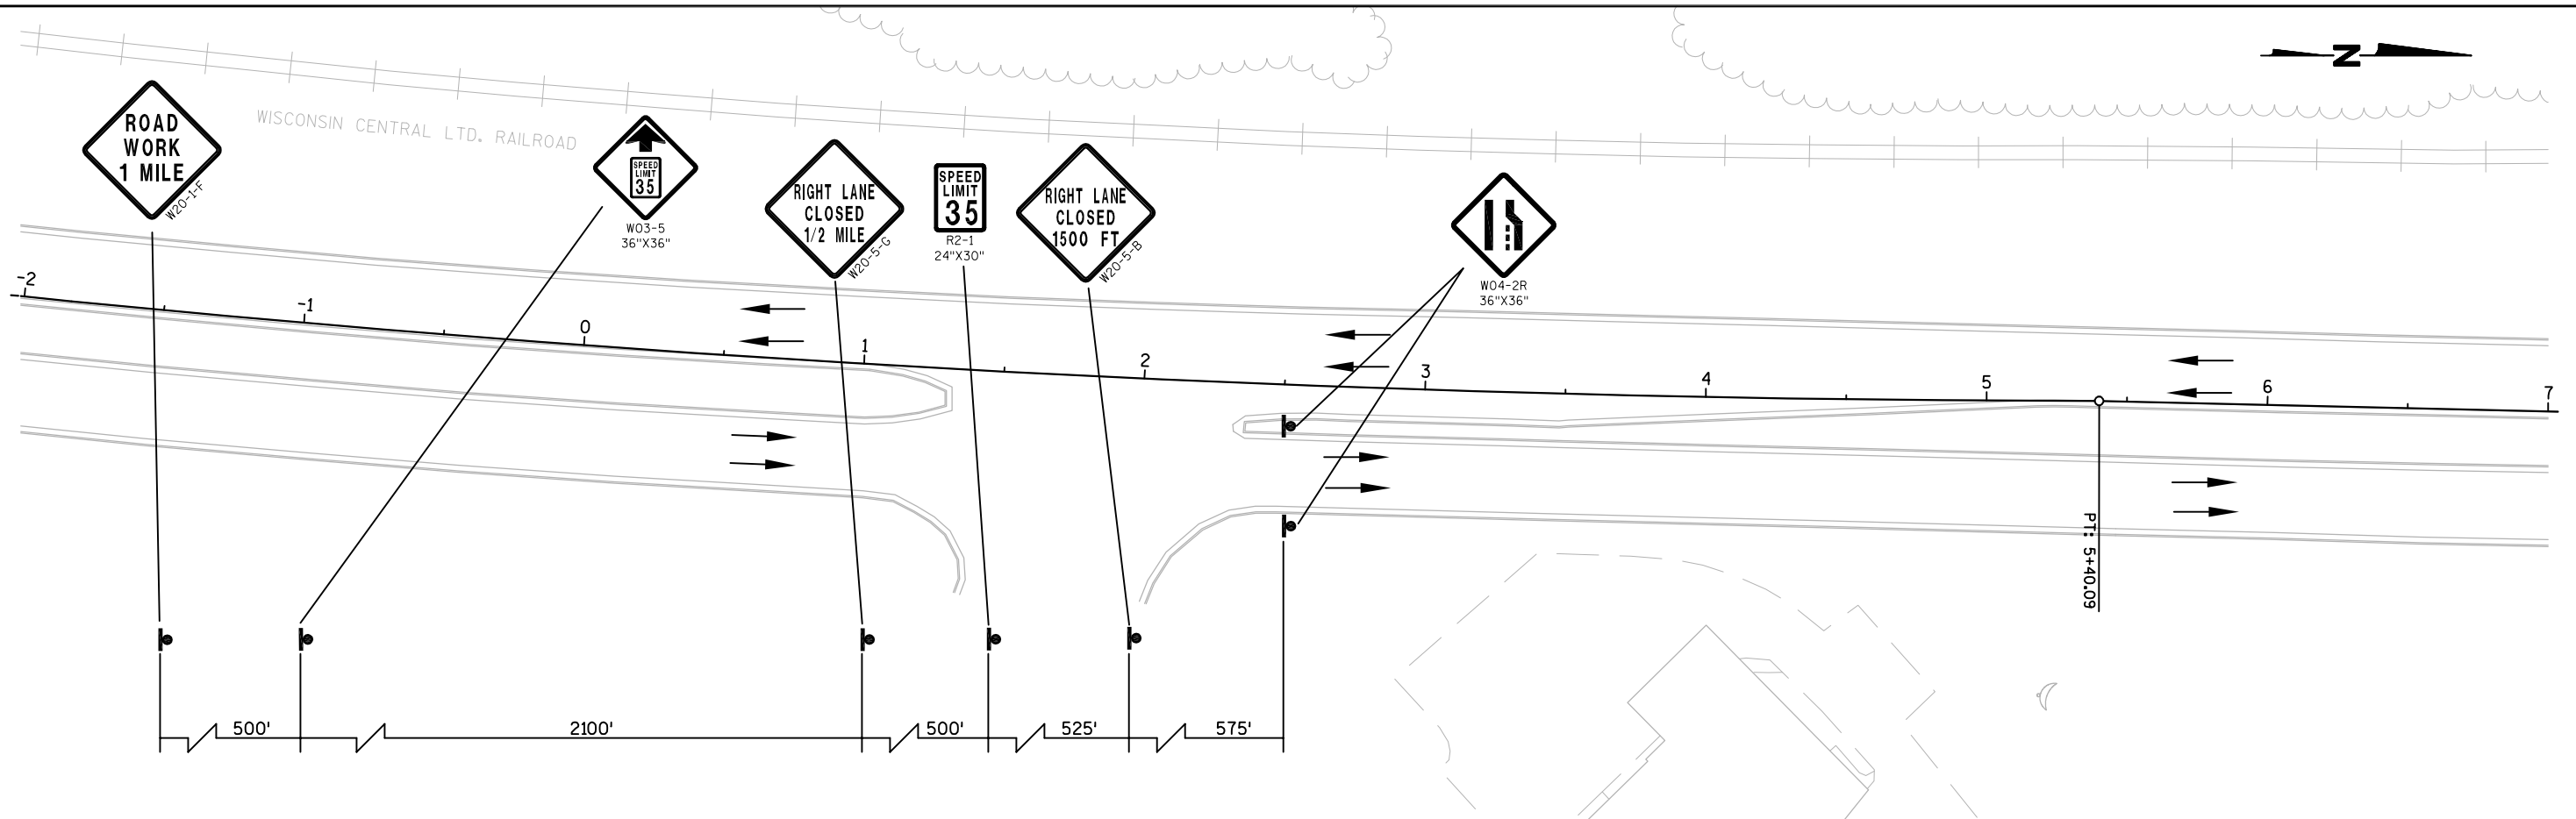 N
WISCONSIN CENTRAL LTD. RAILROAD
ROAD
WORK
1 MILE
W20-1-F
SPEED
LIMIT
35
W03-5
36"X36"
RIGHT LANE
CLOSED
1/2 MILE
W20-5-G
SPEED
LIMIT
35
R2-1
24"X30"
RIGHT LANE
CLOSED
1500 FT
W20-5-B
W04-2R
36"X36"
-2
-1
0
1
2
3
4
5
6
7
PT: 5+40.09
500'
2100'
500'
525'
575'